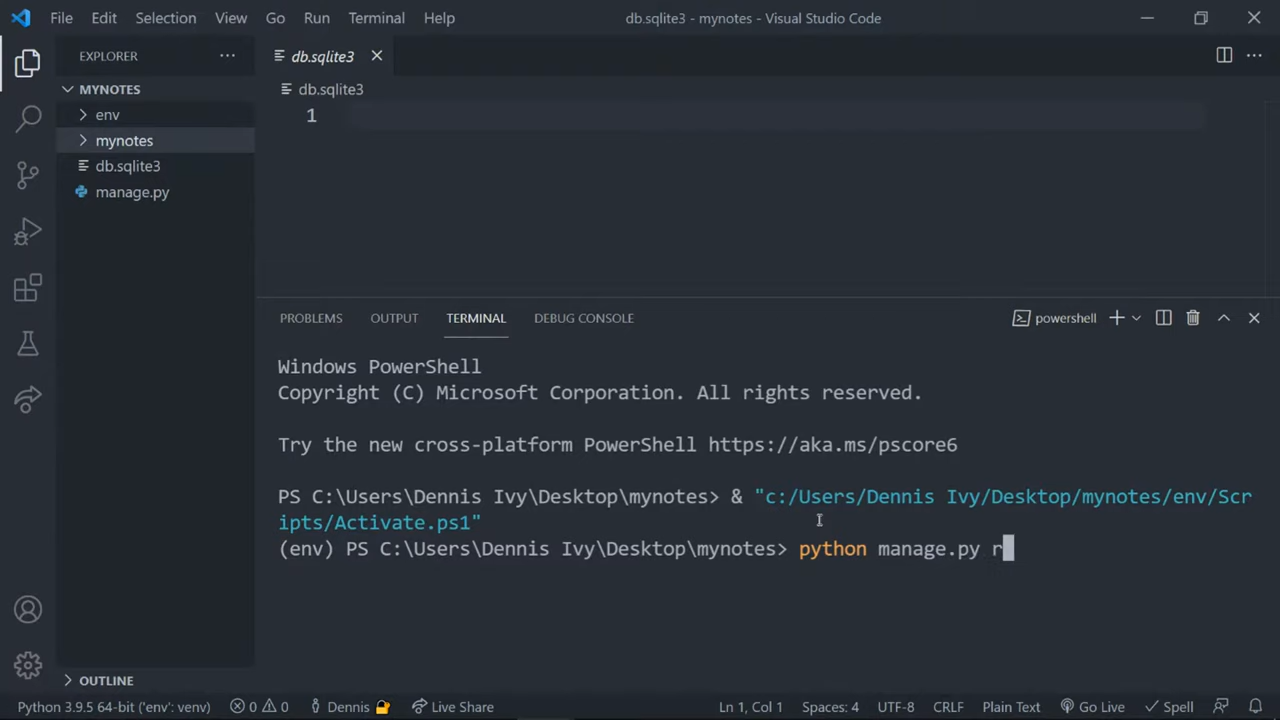 File Edit Selection View Go Run Terminal Help db.sqlite3 - mynotes - Visual Studio Code
EXPLORER
db.sqlite3
MYNOTES
env
mynotes
db.sqlite3
manage.py
OUTLINE
db.sqlite3
1
PROBLEMS OUTPUT TERMINAL DEBUG CONSOLE powershell
Windows PowerShell
Copyright (C) Microsoft Corporation. All rights reserved.
Try the new cross-platform PowerShell https://aka.ms/pscore6
PS C:\Users\Dennis Ivy\Desktop\mynotes> & "c:/Users/Dennis Ivy/Desktop/mynotes/env/Scr
ipts/Activate.ps1"
(env) PS C:\Users\Dennis Ivy\Desktop\mynotes> python manage.py r
Python 3.9.5 64-bit ('env': venv) 0 0 Dennis Live Share Ln 1, Col 1 Spaces: 4 UTF-8 CRLF Plain Text Go Live Spell